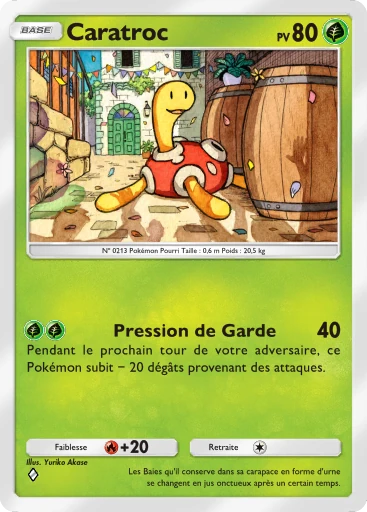 BASE Caratroc PV 80
N° 0213 Pokémon Pourri Taille : 0,6 m Poids : 20,5 kg
Pression de Garde 40
Pendant le prochain tour de votre adversaire, ce
Pokémon subit − 20 dégâts provenant des attaques.
Faiblesse +20 Retraite
Illus. Yuriko Akase
Les Baies qu'il conserve dans sa carapace en forme d'urne
se changent en jus onctueux après un certain temps.